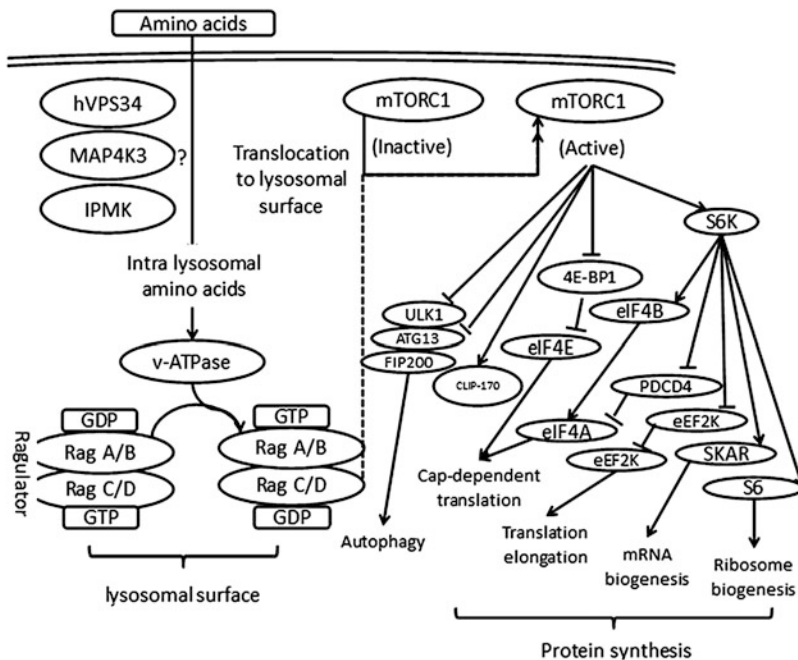 Amino acids
hVPS34
MAP4K3
?
IPMK
mTORC1
(Inactive)
mTORC1
(Active)
Translocation
to lysosomal
surface
Intra lysosomal
amino acids
v-ATPase
Ragulator
GDP
Rag A/B
Rag C/D
GTP
GTP
Rag A/B
Rag C/D
GDP
lysosomal surface
ULK1
ATG13
FIP200
Autophagy
CLIP-170
4E-BP1
eIF4E
S6K
eIF4B
PDCD4
eIF4A
eEF2K
eEF2K
SKAR
S6
Cap-dependent
translation
Translation
elongation
mRNA
biogenesis
Ribosome
biogenesis
Protein synthesis